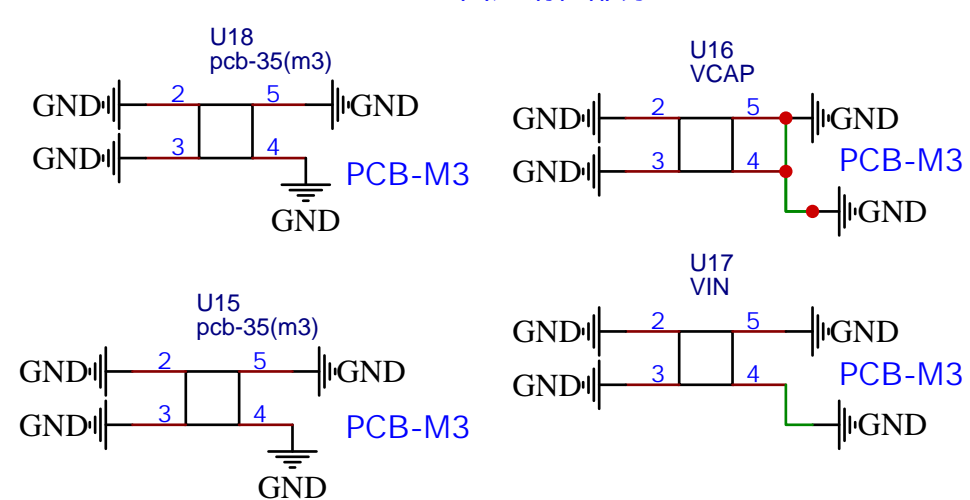 U18
pcb-35(m3)
GND 2 5 GND
GND 3 4 PCB-M3
GND
U16
VCAP
GND 2 5 GND
GND 3 4 PCB-M3
GND
U15
pcb-35(m3)
GND 2 5 GND
GND 3 4 PCB-M3
GND
U17
VIN
GND 2 5 GND
GND 3 4 PCB-M3
GND